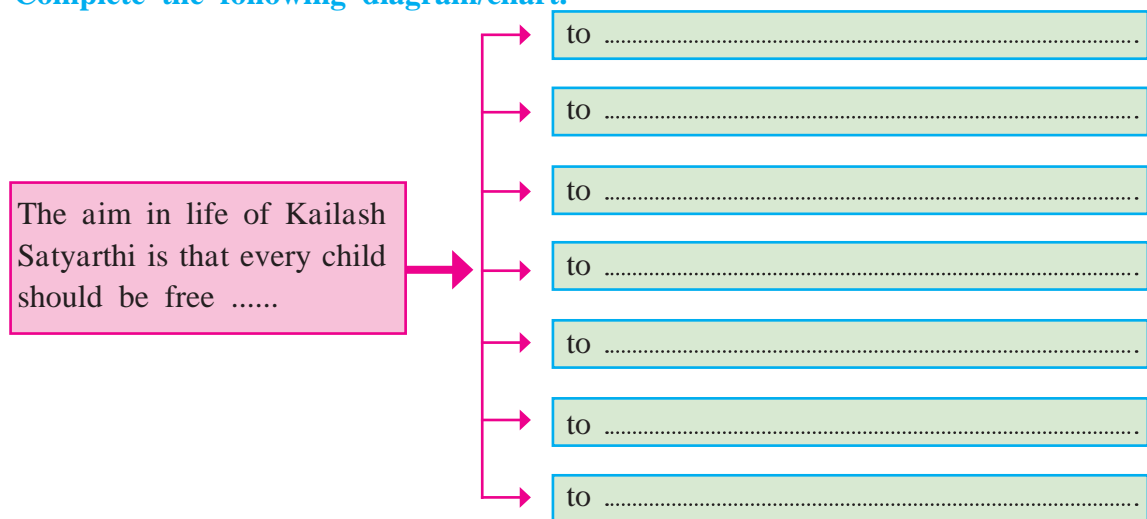 Complete the following diagram/chart.
to ................................................................
to ................................................................
to ................................................................
The aim in life of Kailash
Satyarthi is that every child
should be free ......
to ................................................................
to ................................................................
to ................................................................
to ................................................................